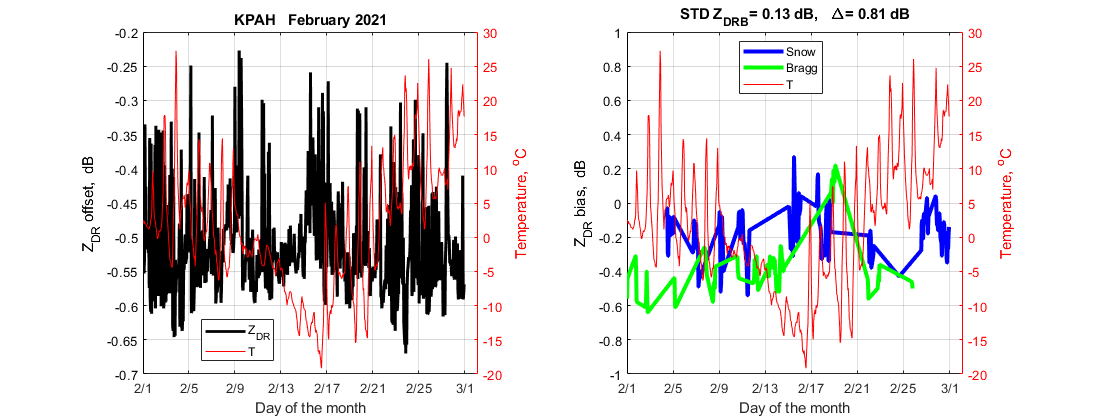 KPAH February 2021
-0.2
-0.25
-0.3
-0.35
-0.4
-0.45
-0.5
-0.55
-0.6
-0.65
-0.7
Z_DR offset, dB
30
25
20
15
10
5
0
-5
-10
-15
-20
Temperature, °C
Z_DR
T
2/1 2/5 2/9 2/13 2/17 2/21 2/25 3/1
Day of the month
STD Z_DRB = 0.13 dB, Δ = 0.81 dB
1
0.8
0.6
0.4
0.2
0
-0.2
-0.4
-0.6
-0.8
-1
Z_DR bias, dB
Snow
Bragg
T
30
25
20
15
10
5
0
-5
-10
-15
-20
Temperature, °C
2/1 2/5 2/9 2/13 2/17 2/21 2/25 3/1
Day of the month